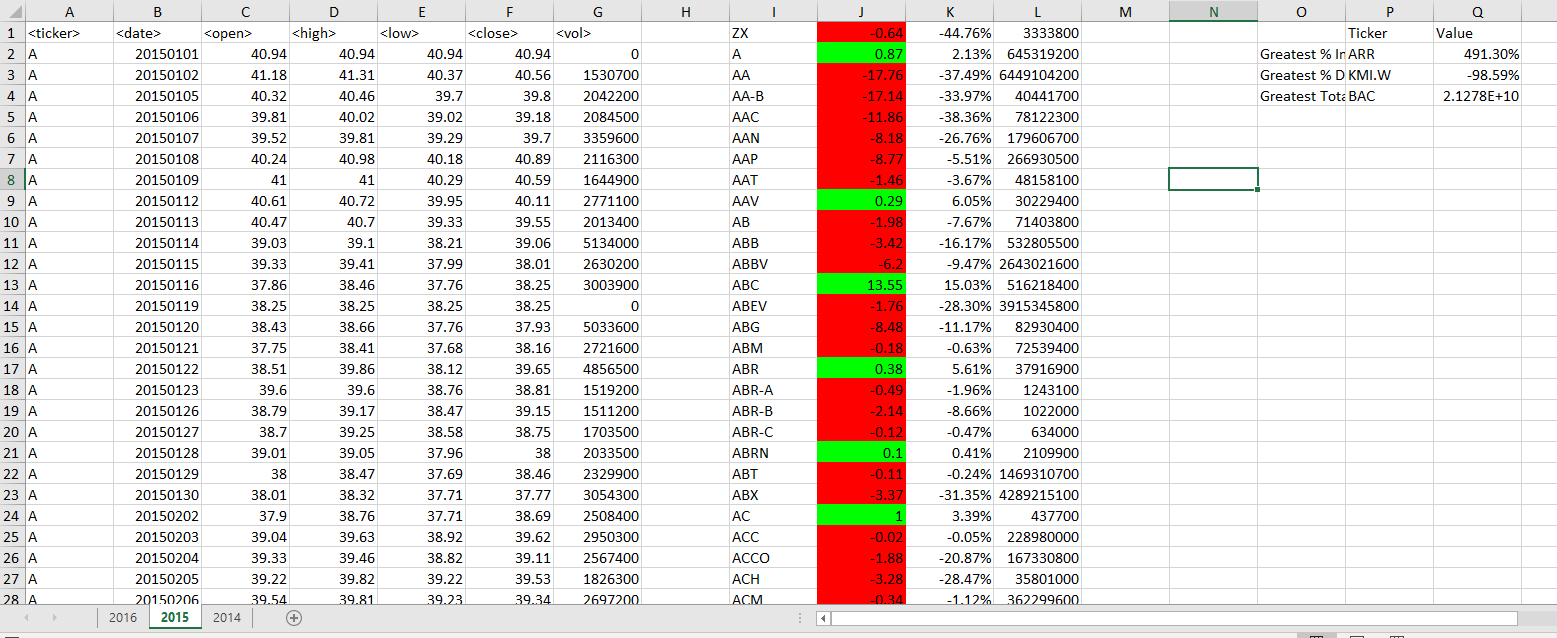 A B C D E F G H I J K L M N O P Q
1 <ticker> <date> <open> <high> <low> <close> <vol> ZX -0.64 -44.76% 3333800 Ticker Value
2 A 20150101 40.94 40.94 40.94 40.94 0 A 0.87 2.13% 645319200 Greatest % In ARR 491.30%
3 A 20150102 41.18 41.31 40.37 40.56 1530700 AA -17.76 -37.49% 6449104200 Greatest % D KMI.W -98.59%
4 A 20150105 40.32 40.46 39.7 39.8 2042200 AA-B -17.14 -33.97% 40441700 Greatest Tota BAC 2.1278E+10
5 A 20150106 39.81 40.02 39.02 39.18 2084500 AAC -11.86 -38.36% 78122300
6 A 20150107 39.52 39.81 39.29 39.7 3359600 AAN -8.18 -26.76% 179606700
7 A 20150108 40.24 40.98 40.18 40.89 2116300 AAP -8.77 -5.51% 266930500
8 A 20150109 41 41 40.29 40.59 1644900 AAT -1.46 -3.67% 48158100
9 A 20150112 40.61 40.72 39.95 40.11 2771100 AAV 0.29 6.05% 30229400
10 A 20150113 40.47 40.7 39.33 39.55 2013400 AB -1.98 -7.67% 71403800
11 A 20150114 39.03 39.1 38.21 39.06 5134000 ABB -3.42 -16.17% 532805500
12 A 20150115 39.33 39.41 37.99 38.01 2630200 ABBV -6.2 -9.47% 2643021600
13 A 20150116 37.86 38.46 37.76 38.25 3003900 ABC 13.55 15.03% 516218400
14 A 20150119 38.25 38.25 38.25 38.25 0 ABEV -1.76 -28.30% 3915345800
15 A 20150120 38.43 38.66 37.76 37.93 5033600 ABG -8.48 -11.17% 82930400
16 A 20150121 37.75 38.41 37.68 38.16 2721600 ABM -0.18 -0.63% 72539400
17 A 20150122 38.51 39.86 38.12 39.65 4856500 ABR 0.38 5.61% 37916900
18 A 20150123 39.6 39.6 38.76 38.81 1519200 ABR-A -0.49 -1.96% 1243100
19 A 20150126 38.79 39.17 38.47 39.15 1511200 ABR-B -2.14 -8.66% 1022000
20 A 20150127 38.7 39.25 38.58 38.75 1703500 ABR-C -0.12 -0.47% 634000
21 A 20150128 39.01 39.05 37.96 38 2033500 ABRN 0.1 0.41% 2109900
22 A 20150129 38 38.47 37.69 38.46 2329900 ABT -0.11 -0.24% 1469310700
23 A 20150130 38.01 38.32 37.71 37.77 3054300 ABX -3.37 -31.35% 4289215100
24 A 20150202 37.9 38.76 37.71 38.69 2508400 AC 1 3.39% 437700
25 A 20150203 39.04 39.63 38.92 39.62 2950300 ACC -0.02 -0.05% 228980000
26 A 20150204 39.33 39.46 38.82 39.11 2567400 ACCO -1.88 -20.87% 167330800
27 A 20150205 39.22 39.82 39.22 39.53 1826300 ACH -3.28 -28.47% 35801000
28 A 20150206 39.54 39.81 39.23 39.34 2697200 ACM -0.34 -1.12% 362299600
2016 2015 2014